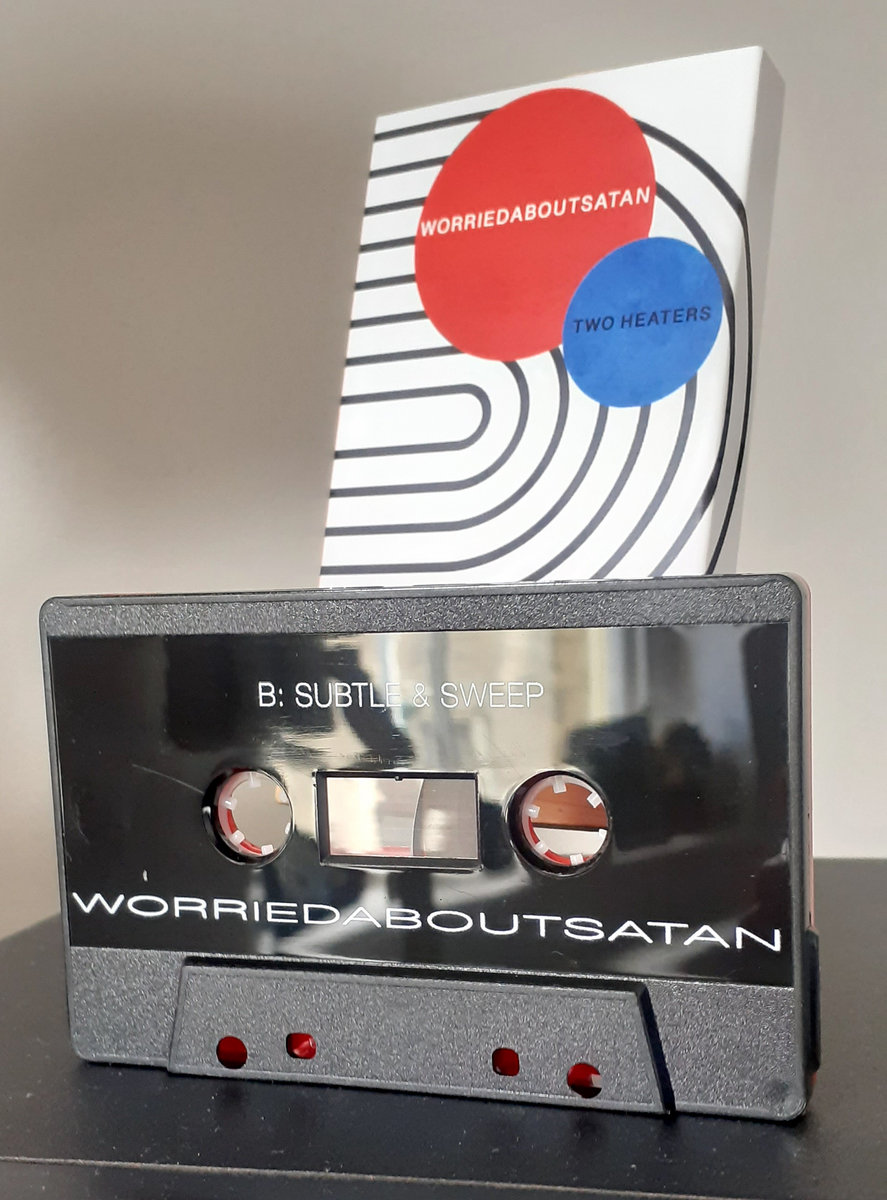 WORRIEDABOUTSATAN
TWO HEATERS
B: SUBTLE & SWEEP
WORRIEDABOUTSATAN